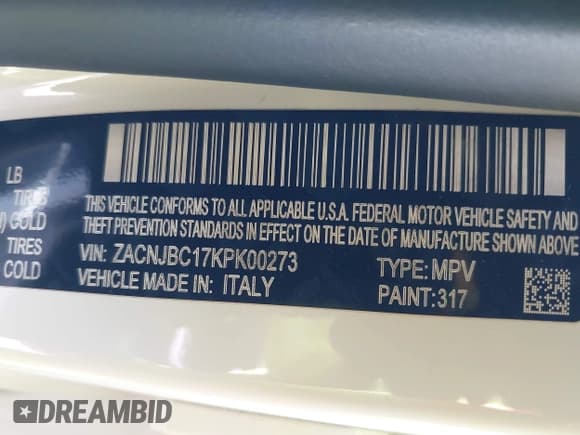 LB
TIRES
COLD
TIRES
COLD
THIS VEHICLE CONFORMS TO ALL APPLICABLE U.S.A. FEDERAL MOTOR VEHICLE SAFETY AND
THEFT PREVENTION STANDARDS IN EFFECT ON THE DATE OF MANUFACTURE SHOWN ABOVE
VIN: ZACNJBC17KPK00273 TYPE: MPV
VEHICLE MADE IN: ITALY PAINT: 317
DREAMBID